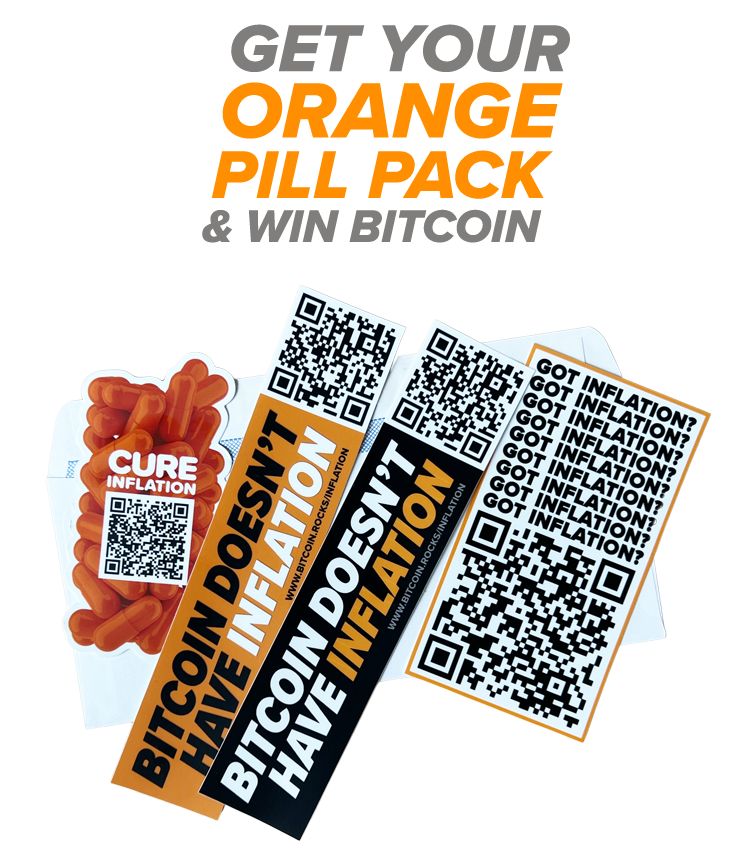 GET YOUR
ORANGE
PILL PACK
& WIN BITCOIN
CURE
INFLATION
BITCOIN DOESN'T
HAVE INFLATION
WWW.BITCOIN.ROCKS/INFLATION
BITCOIN DOESN'T
HAVE INFLATION
WWW.BITCOIN.ROCKS/INFLATION
GOT INFLATION?
GOT INFLATION?
GOT INFLATION?
GOT INFLATION?
GOT INFLATION?
GOT INFLATION?
GOT INFLATION?
GOT INFLATION?
GOT INFLATION?